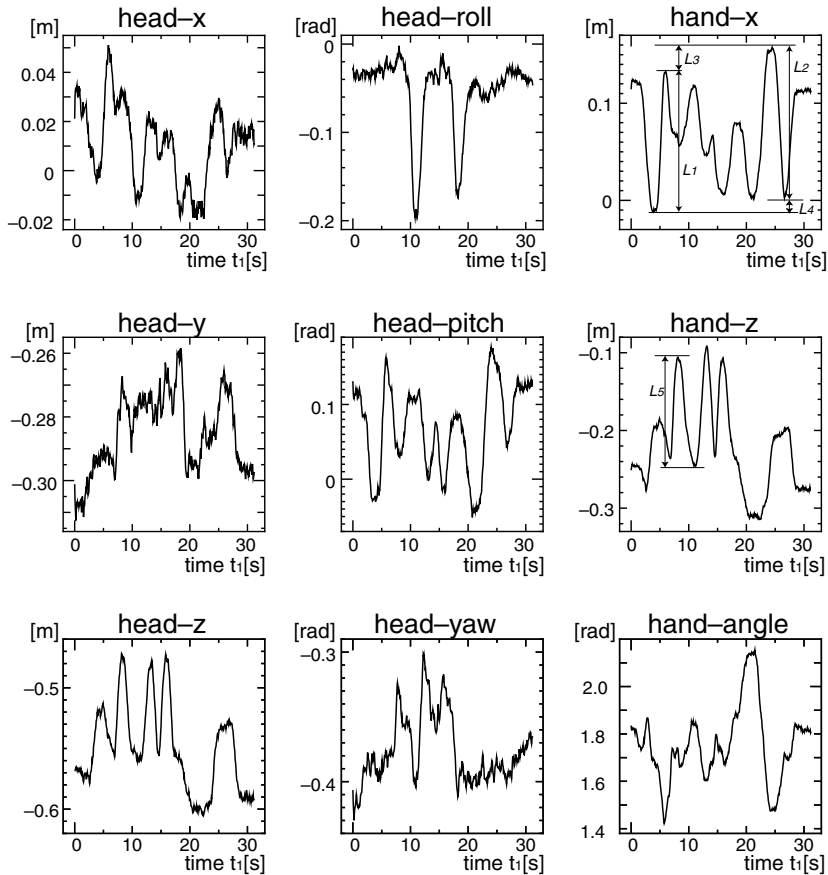 head–x
head–roll
hand–x
[m]
[rad]
[m]
0.04
0.02
0
−0.02
0
−0.1
−0.2
0.1
0
L3
L2
L1
L4
0 10 20 30
0 10 20 30
0 10 20 30
time t1[s]
time t1[s]
time t1[s]
head–y
head–pitch
hand–z
[m]
[rad]
[m]
−0.26
−0.28
−0.30
0.1
0
−0.1
−0.2
−0.3
L5
0 10 20 30
0 10 20 30
0 10 20 30
time t1[s]
time t1[s]
time t1[s]
head–z
head–yaw
hand–angle
[m]
[rad]
[rad]
−0.5
−0.6
−0.3
−0.4
2.0
1.8
1.6
1.4
0 10 20 30
0 10 20 30
0 10 20 30
time t1[s]
time t1[s]
time t1[s]